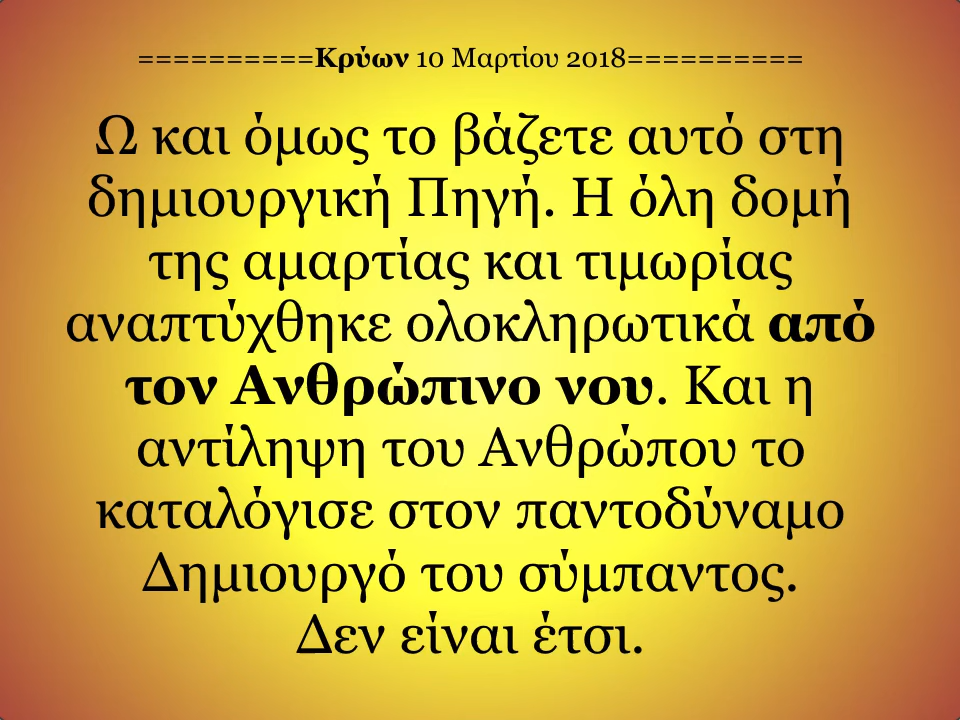 ==========Κρύων 10 Μαρτίου 2018==========
Ω και όμως το βάζετε αυτό στη
δημιουργική Πηγή. Η όλη δομή
της αμαρτίας και τιμωρίας
αναπτύχθηκε ολοκληρωτικά από
τον Ανθρώπινο νου. Και η
αντίληψη του Ανθρώπου το
καταλόγισε στον παντοδύναμο
Δημιουργό του σύμπαντος.
Δεν είναι έτσι.